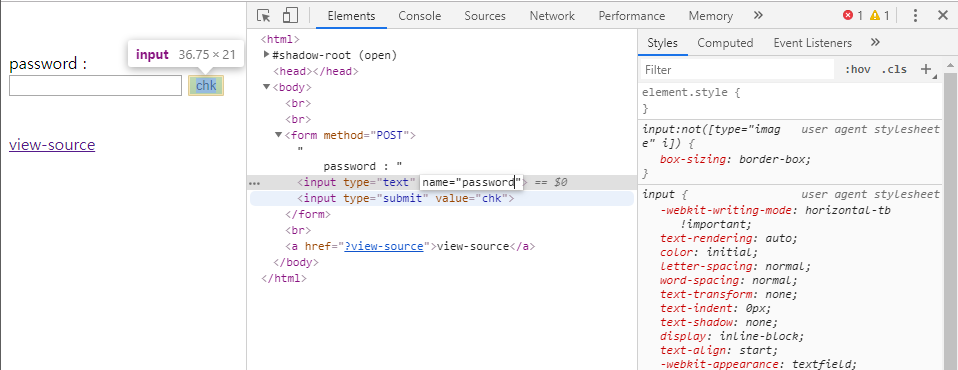 Elements Console Sources Network Performance Memory » 1 1
input 36.75 × 21
password :
chk
view-source
<html>
#shadow-root (open)
<head></head>
<body>
<br>
<br>
<form method="POST">
"
password : "
<input type="text" name="password"> == $0
<input type="submit" value="chk">
</form>
<br>
<a href="?view-source">view-source</a>
</body>
</html>
Styles Computed Event Listeners »
Filter :hov .cls +
element.style {
}
input:not([type="imag user agent stylesheet
e" i]) {
box-sizing: border-box;
}
input { user agent stylesheet
-webkit-writing-mode: horizontal-tb
!important;
text-rendering: auto;
color: initial;
letter-spacing: normal;
word-spacing: normal;
text-transform: none;
text-indent: 0px;
text-shadow: none;
display: inline-block;
text-align: start;
-webkit-appearance: textfield;